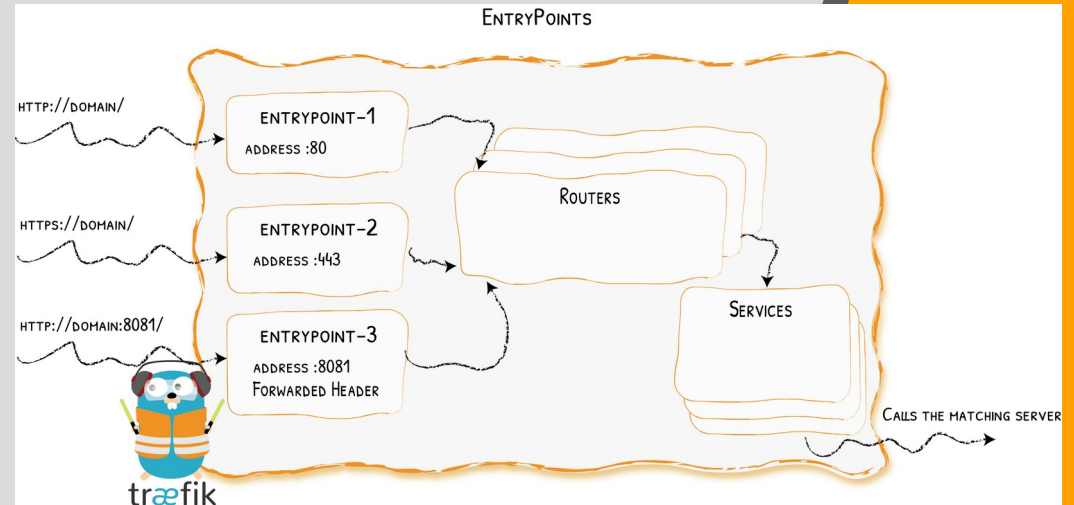 ENTRYPOINTS
HTTP://DOMAIN/
ENTRYPOINT-1
ADDRESS :80
HTTPS://DOMAIN/
ENTRYPOINT-2
ADDRESS :443
HTTP://DOMAIN:8081/
ENTRYPOINT-3
ADDRESS :8081
FORWARDED HEADER
ROUTERS
SERVICES
CALLS THE MATCHING SERVER
træfik